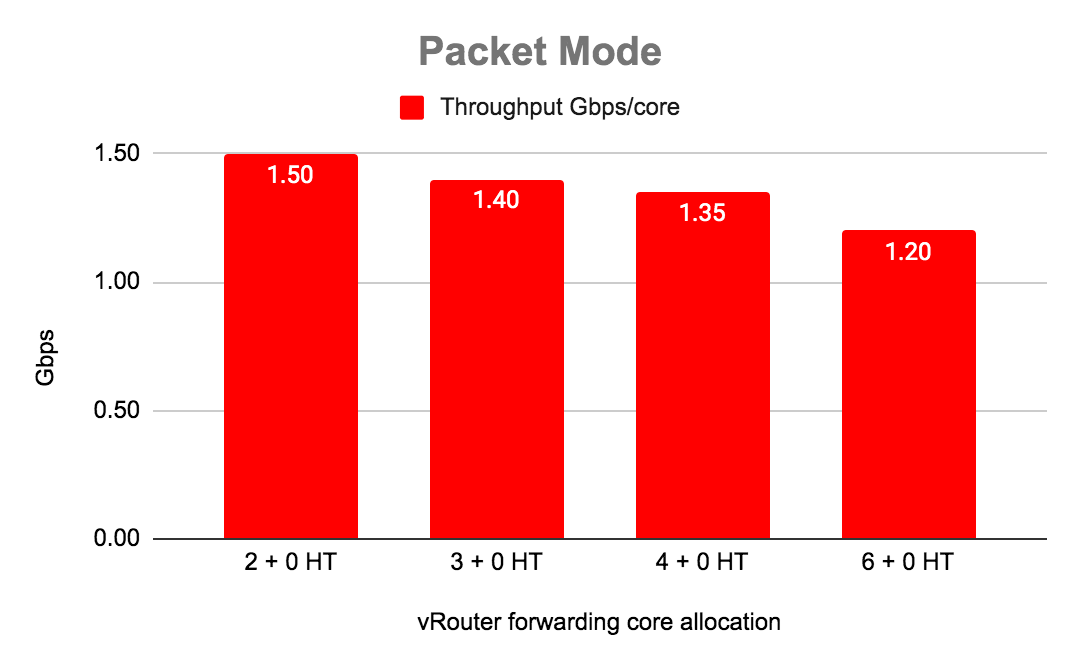 Packet Mode
Throughput Gbps/core
1.50
1.00
0.50
0.00
Gbps
1.50
1.40
1.35
1.20
2 + 0 HT
3 + 0 HT
4 + 0 HT
6 + 0 HT
vRouter forwarding core allocation